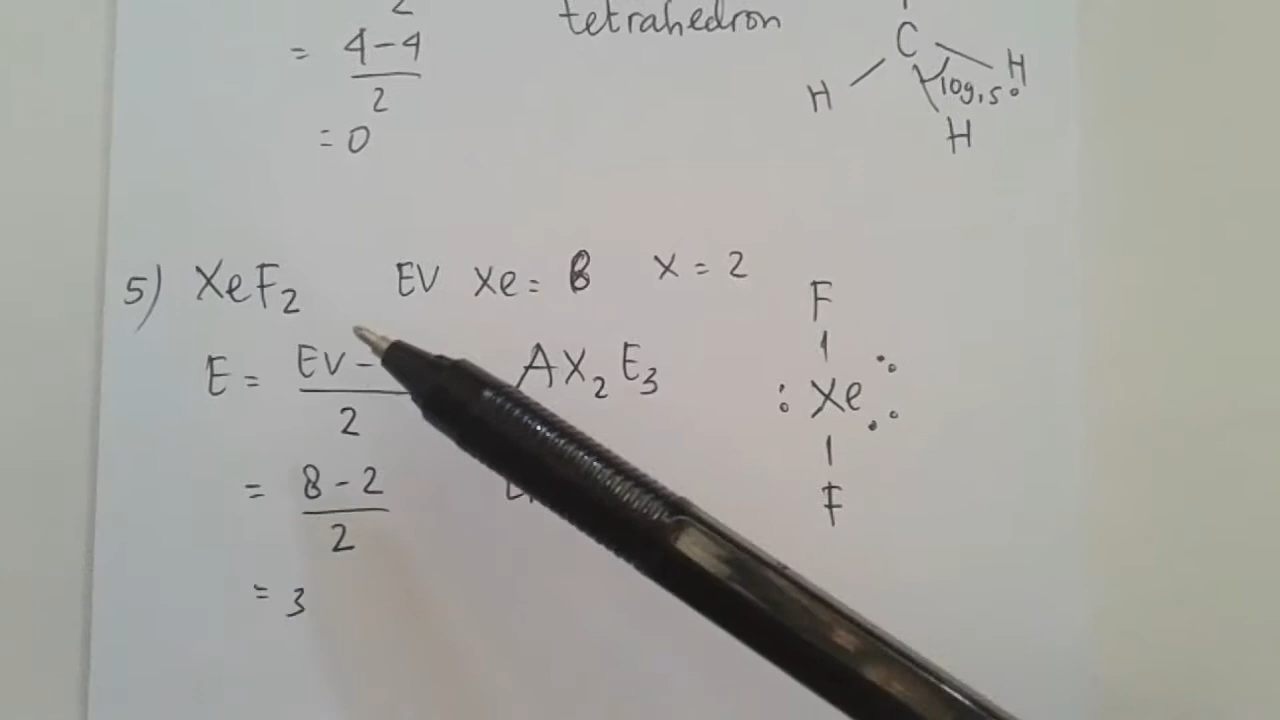 2
= 4-4
2
= 0
tetrahedron
C
H
H
109,5°
H
5) XeF₂ EV Xe = 8 X = 2
E = EV -
2
AX₂E₃
= 8 - 2
2
= 3
F
Xe
F